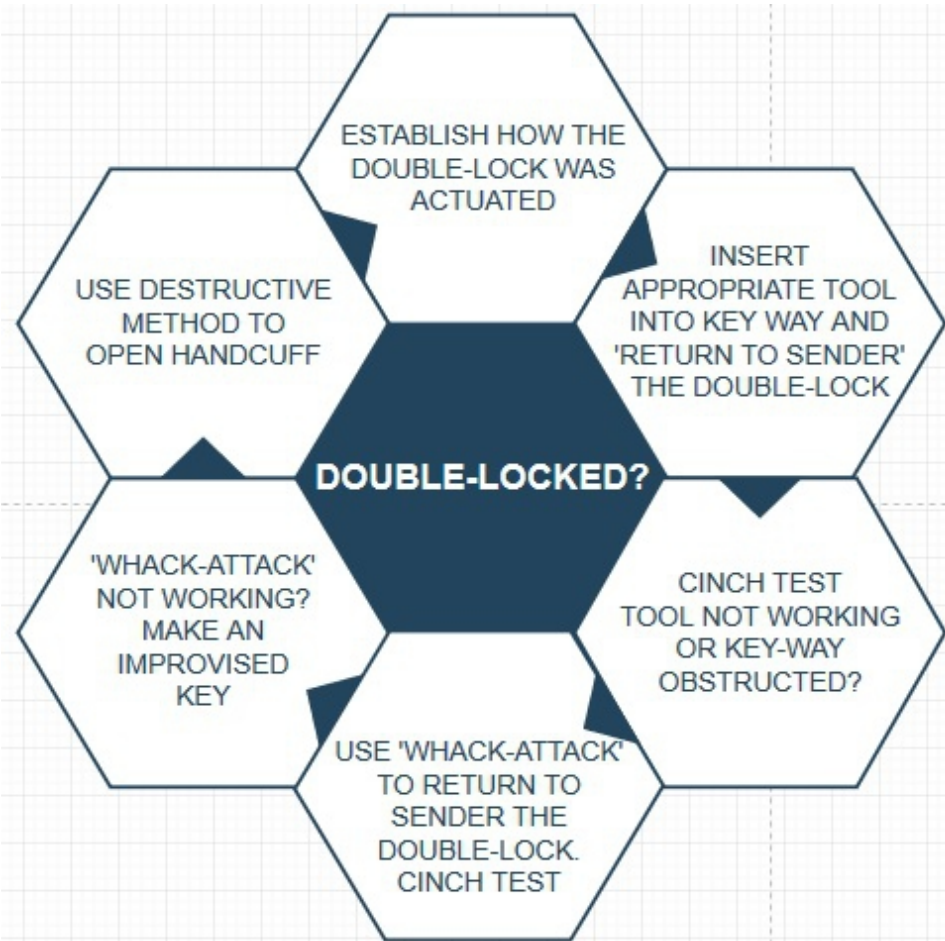 ESTABLISH HOW THE
DOUBLE-LOCK WAS
ACTUATED
INSERT
APPROPRIATE TOOL
INTO KEY WAY AND
'RETURN TO SENDER'
THE DOUBLE-LOCK
CINCH TEST
TOOL NOT WORKING
OR KEY-WAY
OBSTRUCTED?
USE 'WHACK-ATTACK'
TO RETURN TO
SENDER THE
DOUBLE-LOCK.
CINCH TEST
'WHACK-ATTACK'
NOT WORKING?
MAKE AN
IMPROVISED
KEY
USE DESTRUCTIVE
METHOD TO
OPEN HANDCUFF
DOUBLE-LOCKED?